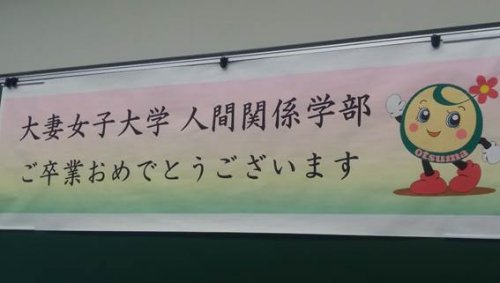 大妻女子大学 人間関係学部
ご卒業おめでとうございます
otsuma